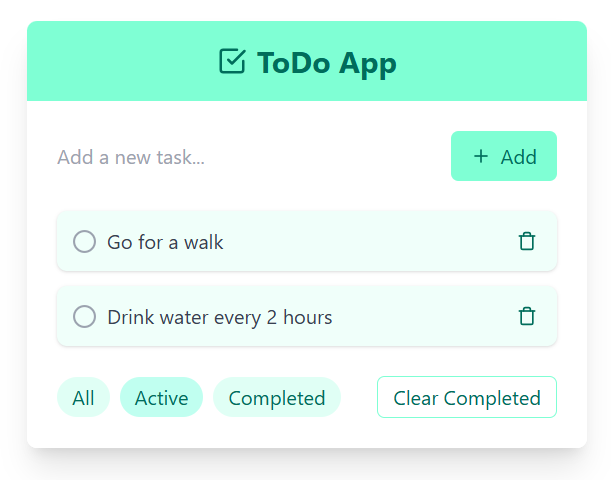 ToDo App
Add a new task...
Add
Go for a walk
Drink water every 2 hours
All Active Completed Clear Completed